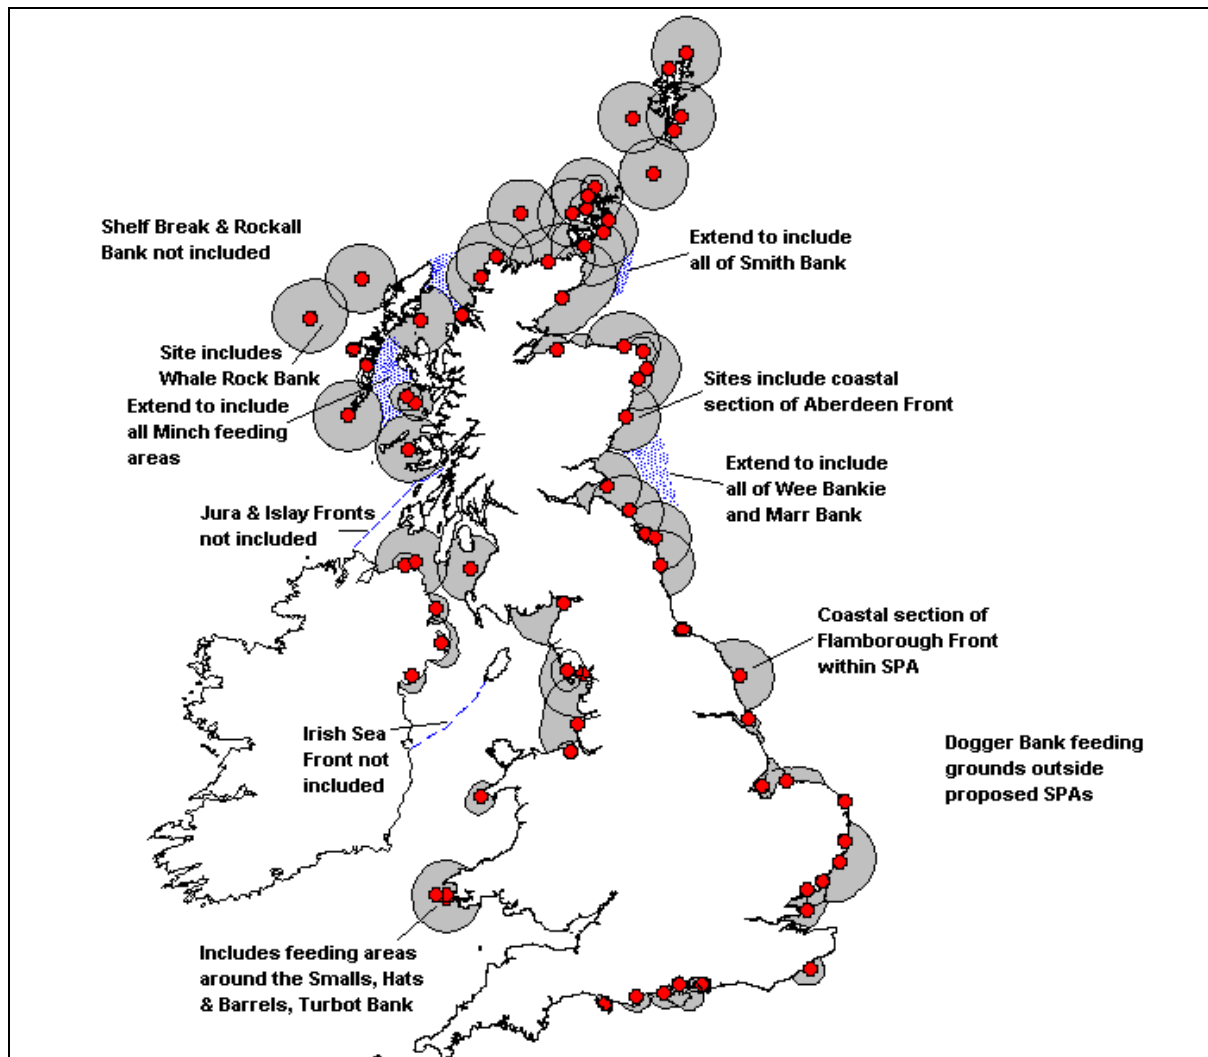 Shelf Break & Rockall
Bank not included
Extend to include
all of Smith Bank
Site includes
Whale Rock Bank
Extend to include
all Minch feeding
areas
Sites include coastal
section of Aberdeen Front
Extend to include
all of Wee Bankie
and Marr Bank
Jura & Islay Fronts
not included
Coastal section of
Flamborough Front
within SPA
Irish Sea
Front not
included
Dogger Bank feeding
grounds outside
proposed SPAs
Includes feeding areas
around the Smalls, Hats
& Barrels, Turbot Bank